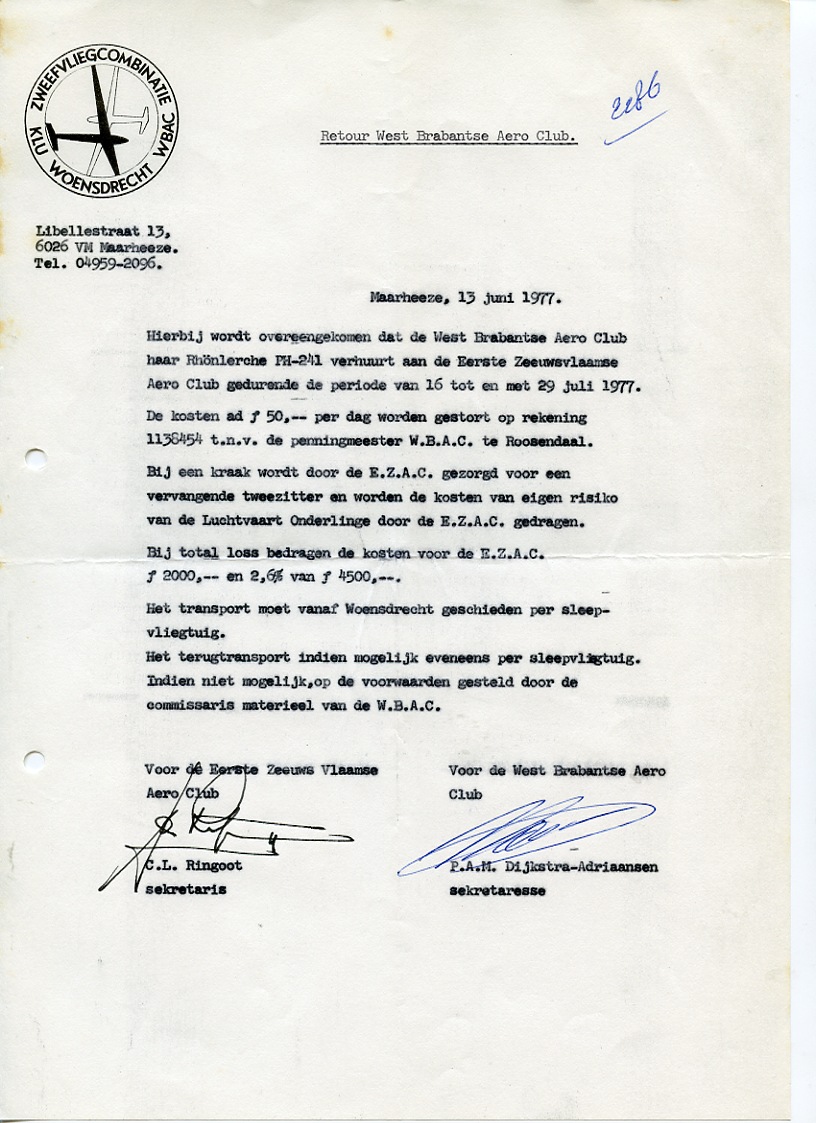 ZWEEFVLIEGCOMBINATIE
KLU WOENSDRECHT WBAC
Retour West Brabantse Aero Club.
Libellestraat 13,
6026 VM Maarheeze.
Tel. 04959-2096.
Maarheeze, 13 juni 1977.
Hierbij wordt overeengekomen dat de West Brabantse Aero Club
haar Rhönlerche PH-241 verhuurt aan de Eerste Zeeuwsvlaamse
Aero Club gedurende de periode van 16 tot en met 29 juli 1977.
De kosten ad ƒ 50,-- per dag worden gestort op rekening
1138454 t.n.v. de penningmeester W.B.A.C. te Roosendaal.
Bij een kraak wordt door de E.Z.A.C. gezorgd voor een
vervangende tweezitter en worden de kosten van eigen risiko
van de Luchtvaart Onderlinge door de E.Z.A.C. gedragen.
Bij total loss bedragen de kosten voor de E.Z.A.C.
ƒ 2000,-- en 2,6% van ƒ 4500,--.
Het transport moet vanaf Woensdrecht geschieden per sleep-
vliegtuig.
Het terugtransport indien mogelijk eveneens per sleepvliegtuig.
Indien niet mogelijk,op de voorwaarden gesteld door de
commissaris materieel van de W.B.A.C.
Voor de Eerste Zeeuws Vlaamse
Aero Club
Voor de West Brabantse Aero
Club
C.L. Ringoot
sekretaris
P.A.M. Dijkstra-Adriaansen
sekretaresse